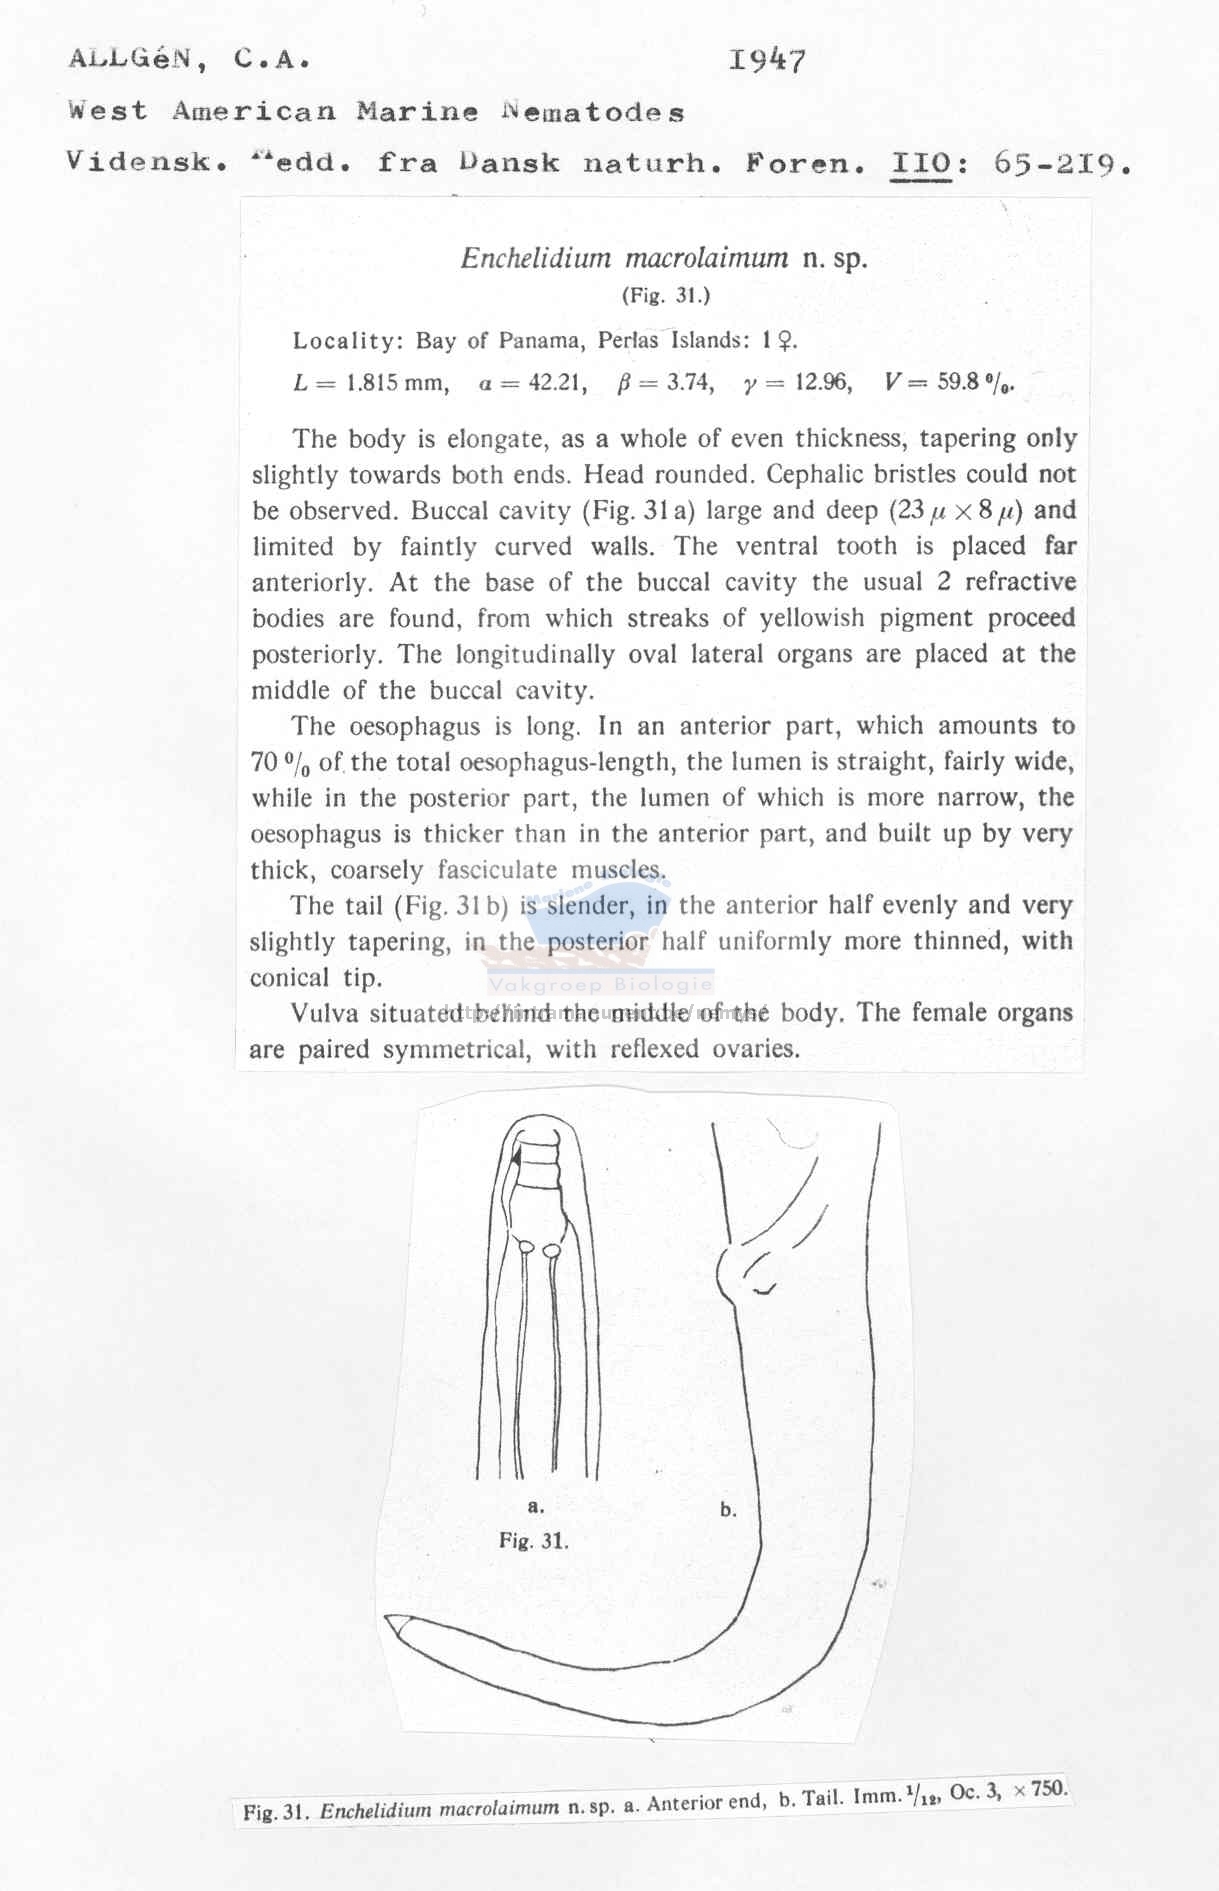 ALLGéN, C.A. 1947
West American Marine Nematodes
Vidensk. Medd. fra Dansk naturh. Foren. IIO: 65-2I9.
Enchelidium macrolaimum n. sp.
(Fig. 31.)
Locality: Bay of Panama, Perlas Islands: 1 ♀.
L = 1.815 mm, α = 42.21, β = 3.74, γ = 12.96, V = 59.8 %.
The body is elongate, as a whole of even thickness, tapering only
slightly towards both ends. Head rounded. Cephalic bristles could not
be observed. Buccal cavity (Fig. 31 a) large and deep (23 μ × 8 μ) and
limited by faintly curved walls. The ventral tooth is placed far
anteriorly. At the base of the buccal cavity the usual 2 refractive
bodies are found, from which streaks of yellowish pigment proceed
posteriorly. The longitudinally oval lateral organs are placed at the
middle of the buccal cavity.
The oesophagus is long. In an anterior part, which amounts to
70 % of the total oesophagus-length, the lumen is straight, fairly wide,
while in the posterior part, the lumen of which is more narrow, the
oesophagus is thicker than in the anterior part, and built up by very
thick, coarsely fasciculate muscles.
The tail (Fig. 31 b) is slender, in the anterior half evenly and very
slightly tapering, in the posterior half uniformly more thinned, with
conical tip.
Vakgroep Biologie
Vulva situated behind the middle of the body. The female organs
are paired symmetrical, with reflexed ovaries.
a. b.
Fig. 31.
Fig. 31. Enchelidium macrolaimum n. sp. a. Anterior end, b. Tail. Imm. 1/12, Oc. 3, × 750.